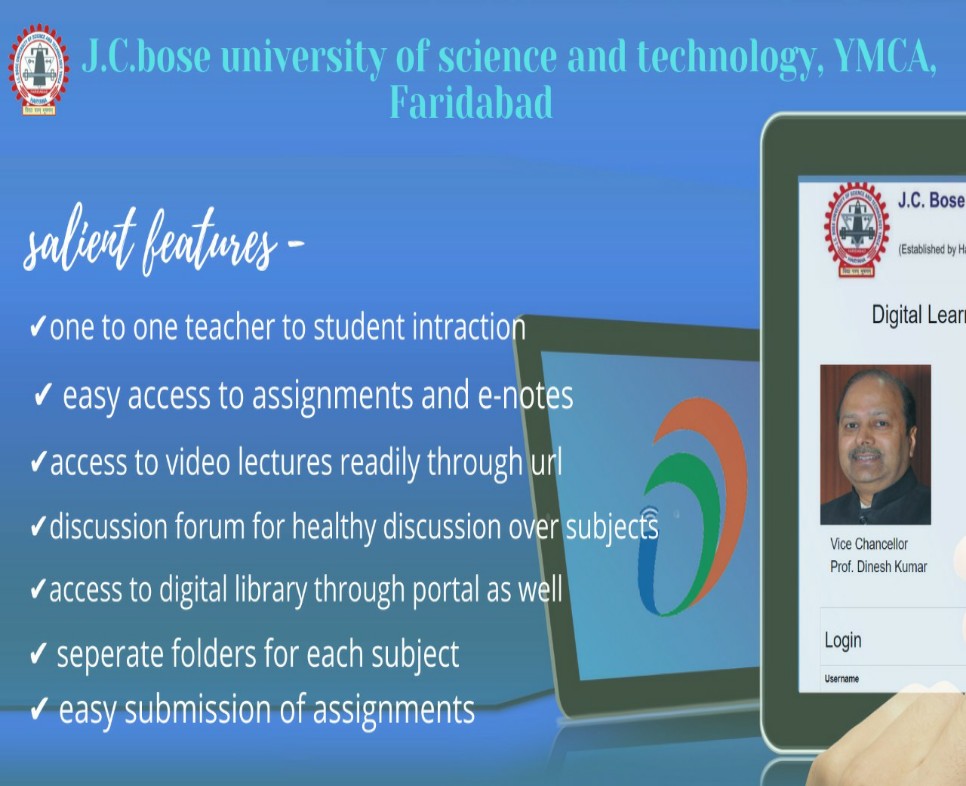 J.C.bose university of science and technology, YMCA,
Faridabad
salient features -
✔one to one teacher to student intraction
✔ easy access to assignments and e-notes
✔access to video lectures readily through url
✔discussion forum for healthy discussion over subjects
✔access to digital library through portal as well
✔ seperate folders for each subject
✔ easy submission of assignments
J.C. Bose
(Established by Ha
Digital Learn
Vice Chancellor
Prof. Dinesh Kumar
Login
Username